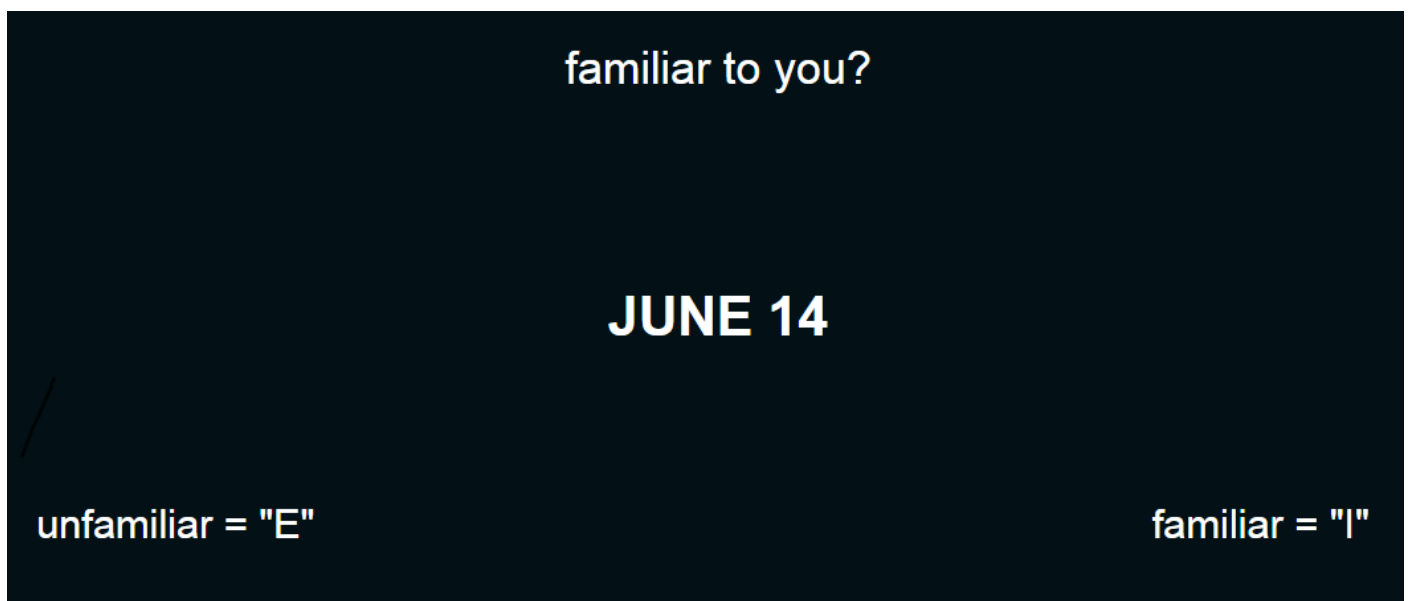 familiar to you?
JUNE 14
unfamiliar = "E"
familiar = "I"